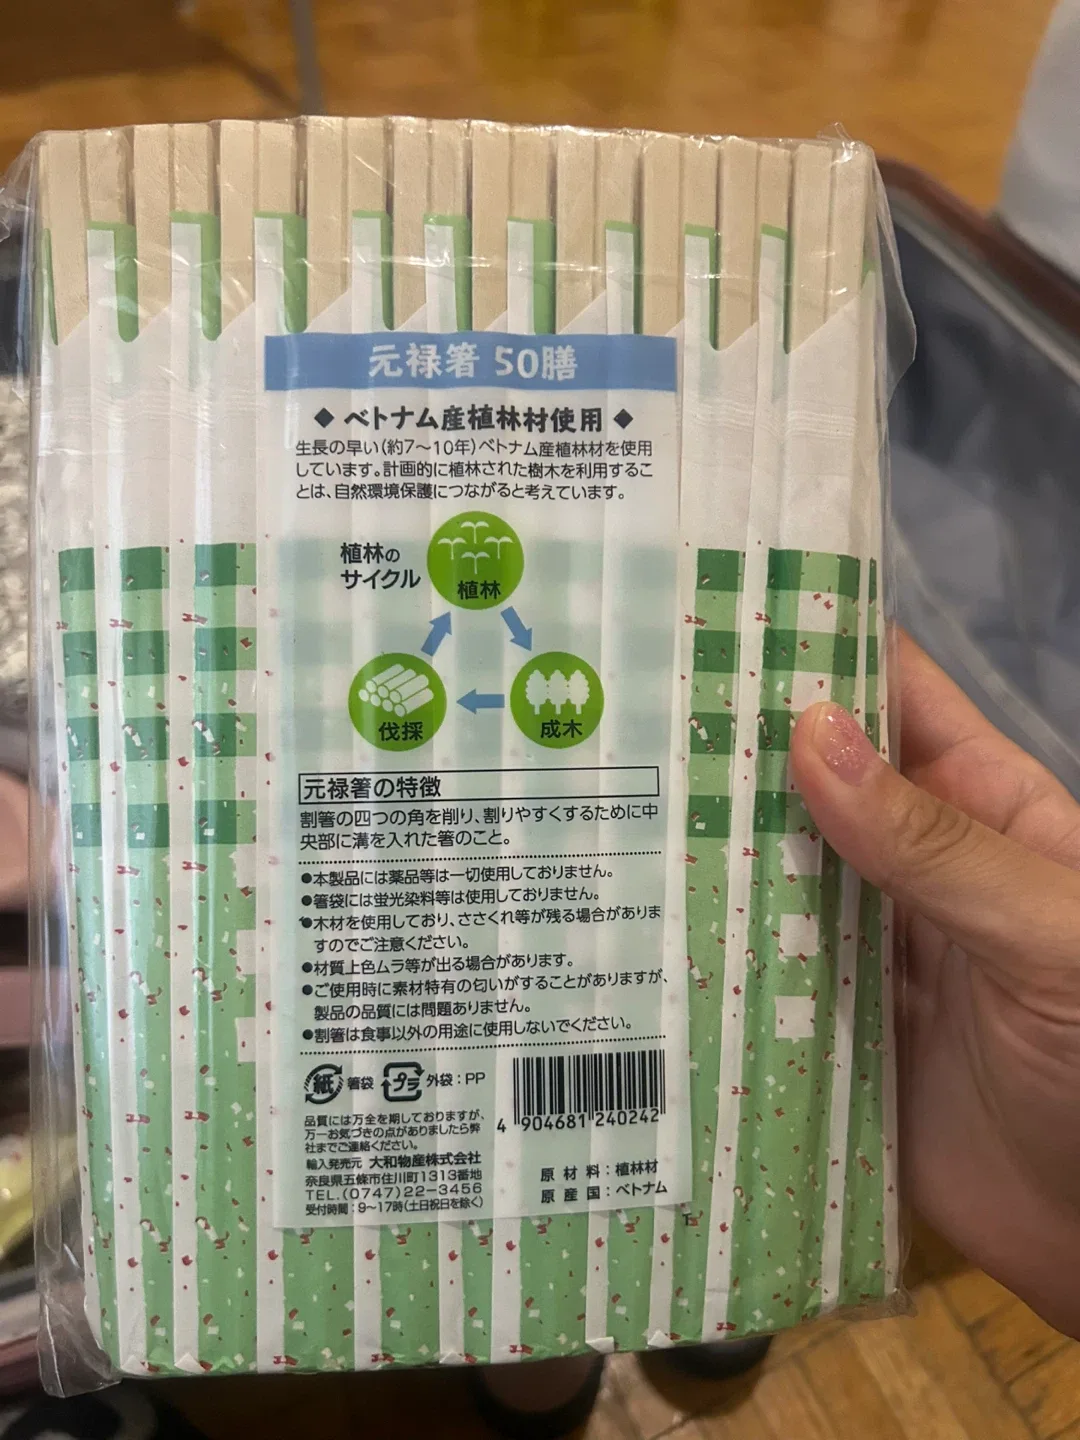 元禄箸 50膳
◆ ベトナム産植林材使用 ◆
生長の早い(約7〜10年)ベトナム産植林材を使用
しています。計画的に植林された樹木を利用するこ
とは、自然環境保護につながると考えています。
植林の
サイクル
植林
伐採
成木
元禄箸の特徴
割箸の四つの角を削り、割りやすくするために中
央部に溝を入れた箸のこと。
●本製品には薬品等は一切使用しておりません。
●箸袋には蛍光染料等は使用しておりません。
●木材を使用しており、ささくれ等が残る場合がありま
すのでご注意ください。
●材質上色ムラ等が出る場合があります。
●ご使用時に素材特有の匂いがすることがありますが、
製品の品質には問題ありません。
●割箸は食事以外の用途に使用しないでください。
紙 箸袋 プラ 外袋：PP
品質には万全を期しておりますが、
万一お気づきの点がありましたら弊
社までご連絡ください。
輸入発売元 大和物産株式会社
奈良県五條市住川町1313番地
TEL.(0747)22-3456
受付時間：9〜17時(土日祝日を除く)
4 904681 240242
原材料：植林材
原産国：ベトナム
T